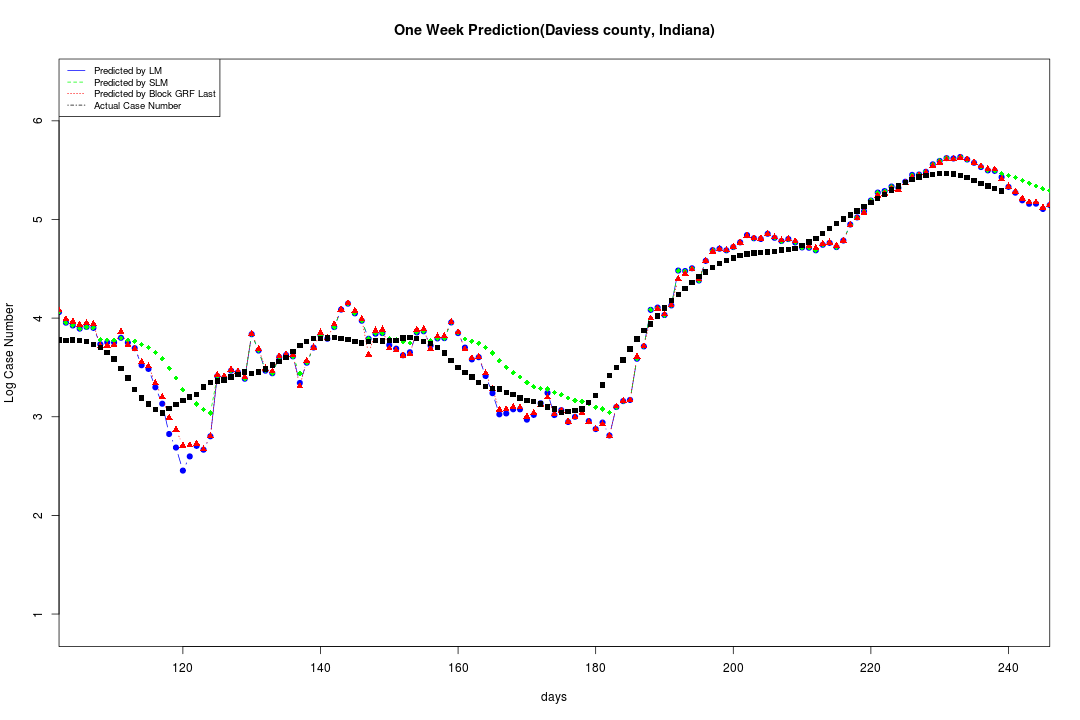 One Week Prediction(Daviess county, Indiana)
Predicted by LM
Predicted by SLM
Predicted by Block GRF Last
Actual Case Number
6
5
4
3
2
1
Log Case Number
120 140 160 180 200 220 240
days